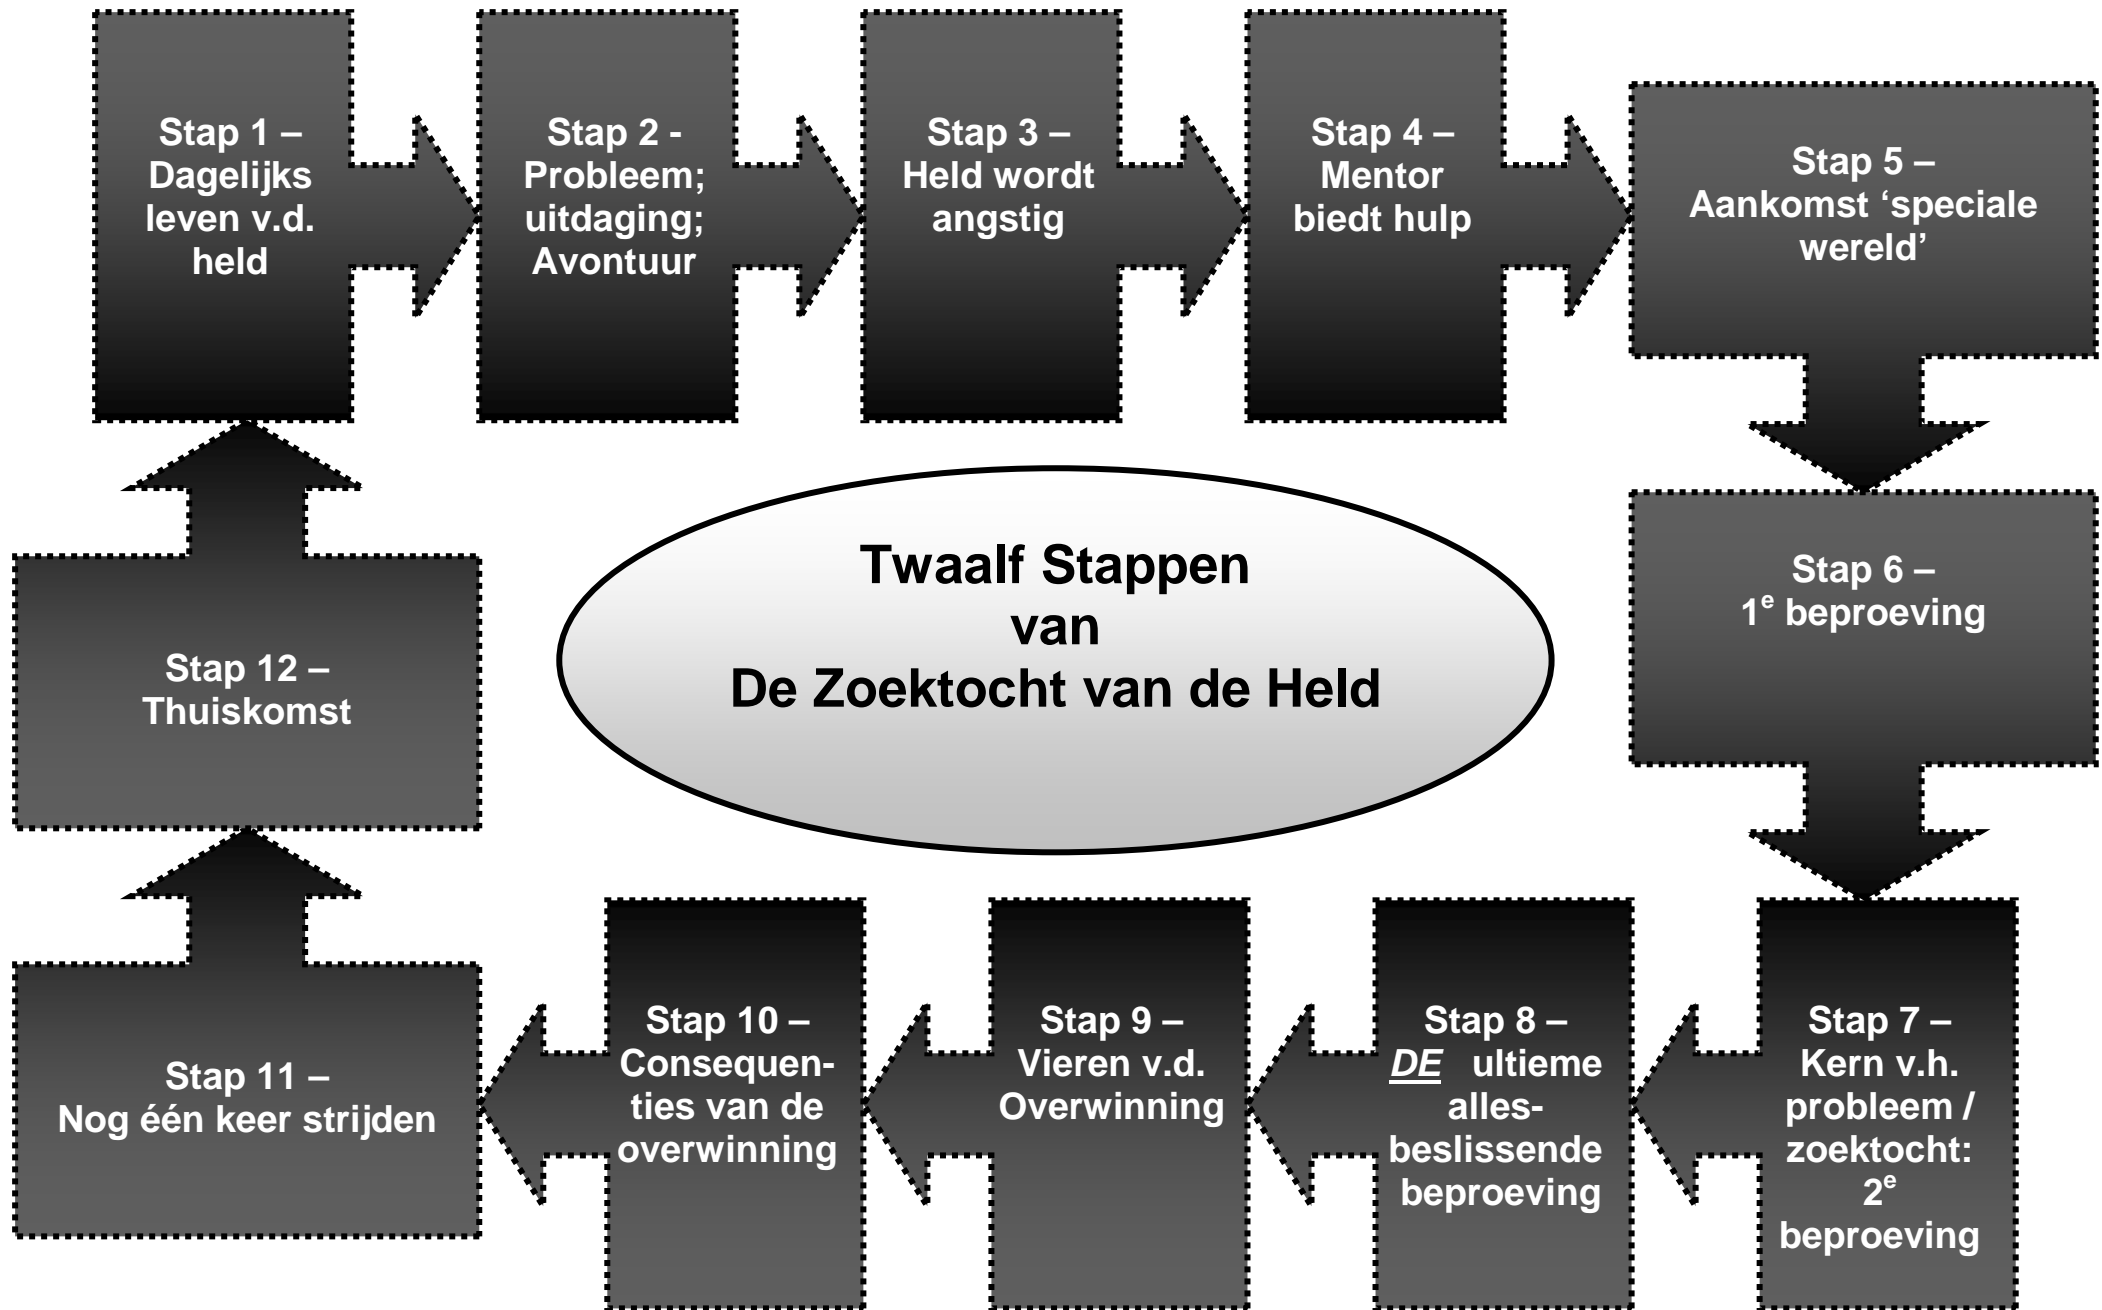 Stap 1 –
Dagelijks
leven v.d.
held
Stap 2 -
Probleem;
uitdaging;
Avontuur
Stap 3 –
Held wordt
angstig
Stap 4 –
Mentor
biedt hulp
Stap 5 –
Aankomst ‘speciale
wereld’
Stap 6 –
1e beproeving
Stap 7 –
Kern v.h.
probleem /
zoektocht:
2e
beproeving
Stap 8 –
DE ultieme
alles-
beslissende
beproeving
Stap 9 –
Vieren v.d.
Overwinning
Stap 10 –
Consequen-
ties van de
overwinning
Stap 11 –
Nog één keer strijden
Stap 12 –
Thuiskomst
Twaalf Stappen
van
De Zoektocht van de Held